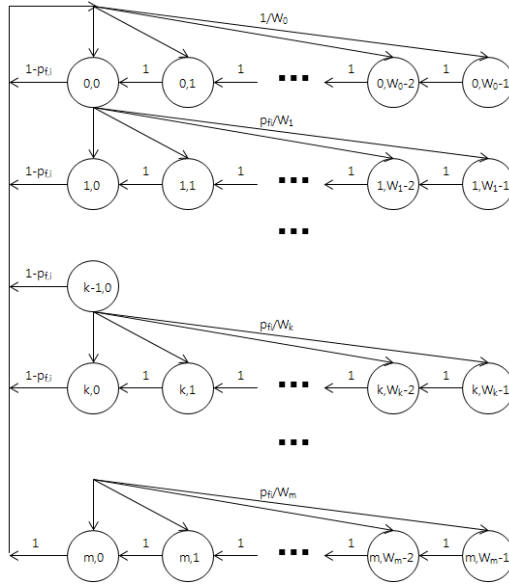 1/W₀
1-p_f,i 1 1 1 1
0,0 0,1 ... 0,W₀-2 0,W₀-1
p_fi/W₁
1-p_f,i 1 1 1 1
1,0 1,1 ... 1,W₁-2 1,W₁-1
...
1-p_f,i
k-1,0
p_fi/W_k
1-p_f,i 1 1 1 1
k,0 k,1 ... k,W_k-2 k,W_k-1
...
p_fi/W_m
1 1 1 1 1
m,0 m,1 ... m,W_m-2 m,W_m-1